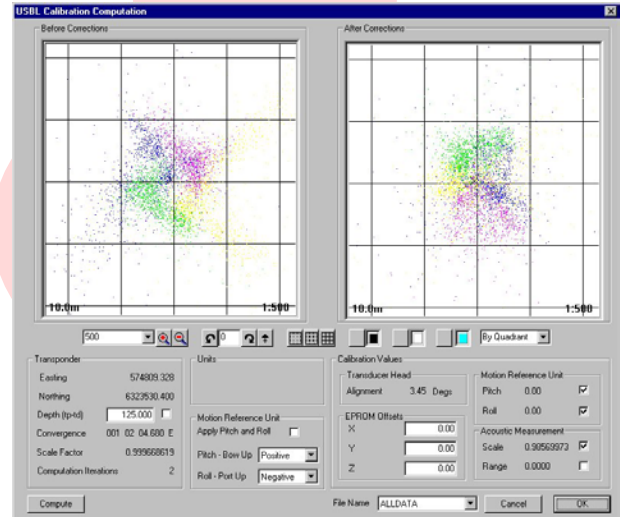 USBL Calibration Computation
Before Corrections
After Corrections
10.0m 1:500
10.0m 1:500
500
0
By Quadrant
Transponder
Easting 574809.328
Northing 6323530.400
Depth (tp-td) 125.000
Convergence 001 02 04.680 E
Scale Factor 0.999668619
Computation Iterations 2
Units
Motion Reference Unit
Apply Pitch and Roll
Pitch - Bow Up Positive
Roll - Port Up Negative
Calibration Values
Transducer Head
Alignment 3.45 Degs
EPROM Offsets
X 0.00
Y 0.00
Z 0.00
Motion Reference Unit
Pitch 0.00
Roll 0.00
Acoustic Measurement
Scale 0.98569973
Range 0.0000
Compute
File Name ALLDATA
Cancel
OK